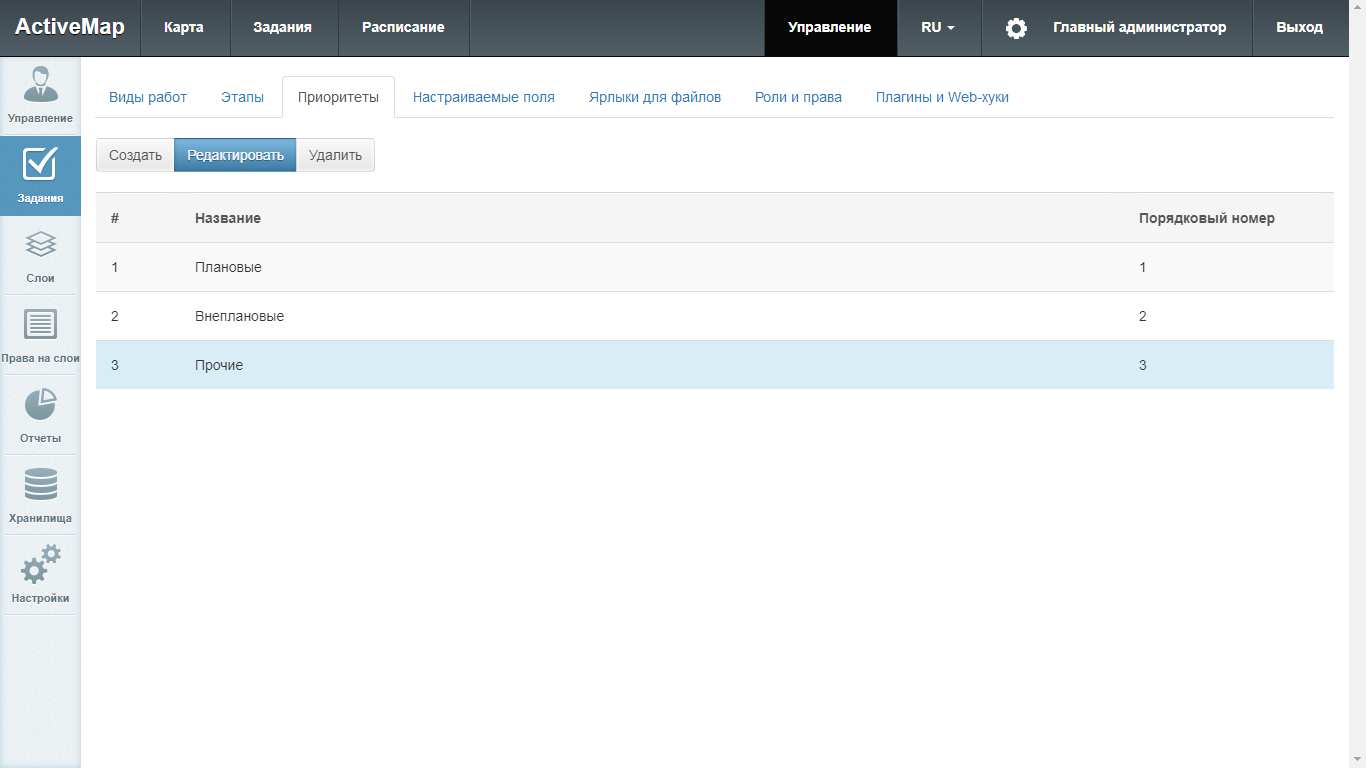 ActiveMap Карта Задания Расписание Управление RU Главный администратор Выход
Виды работ Этапы Приоритеты Настраиваемые поля Ярлыки для файлов Роли и права Плагины и Web-хуки
Создать Редактировать Удалить
# Название Порядковый номер
1 Плановые 1
2 Внеплановые 2
3 Прочие 3
Управление
Задания
Слои
Права на слои
Отчеты
Хранилища
Настройки